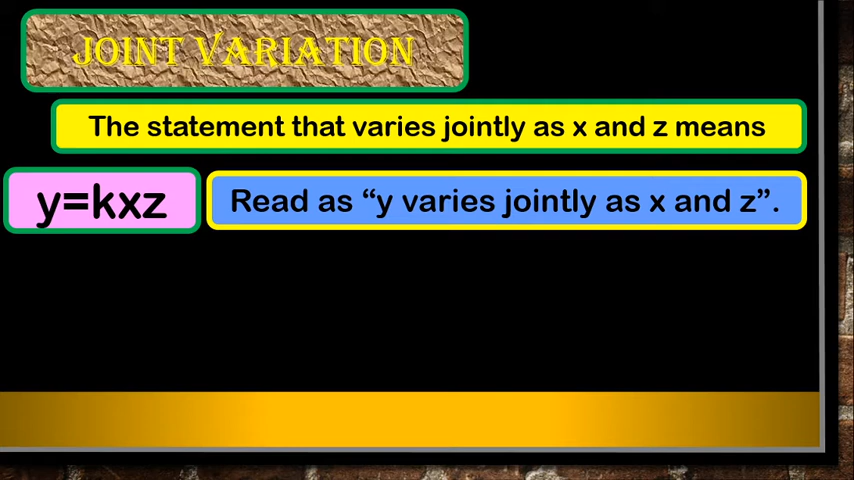 JOINT VARIATION
The statement that varies jointly as x and z means
y=kxz
Read as “y varies jointly as x and z”.